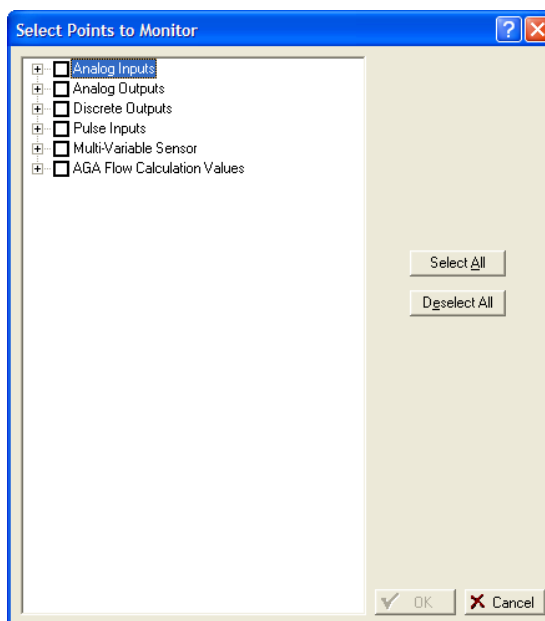 Select Points to Monitor
Analog Inputs
Analog Outputs
Discrete Outputs
Pulse Inputs
Multi-Variable Sensor
AGA Flow Calculation Values
Select All
Deselect All
OK
Cancel